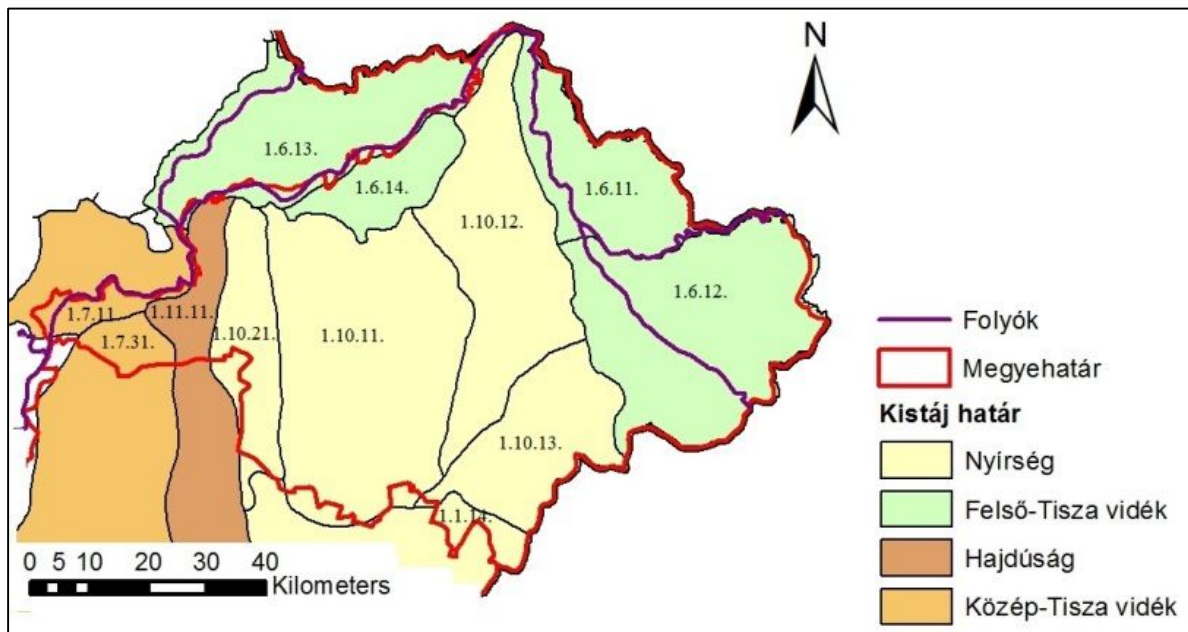 N
1.6.13.
1.6.14.
1.6.11.
1.10.12.
1.6.12.
1.7.11.
1.11.11.
1.7.31.
1.10.21.
1.10.11.
1.10.13.
1.1.14.
Folyók
Megyehatár
Kistáj határ
Nyírség
Felső-Tisza vidék
Hajdúság
Közép-Tisza vidék
0 5 10 20 30 40
Kilometers